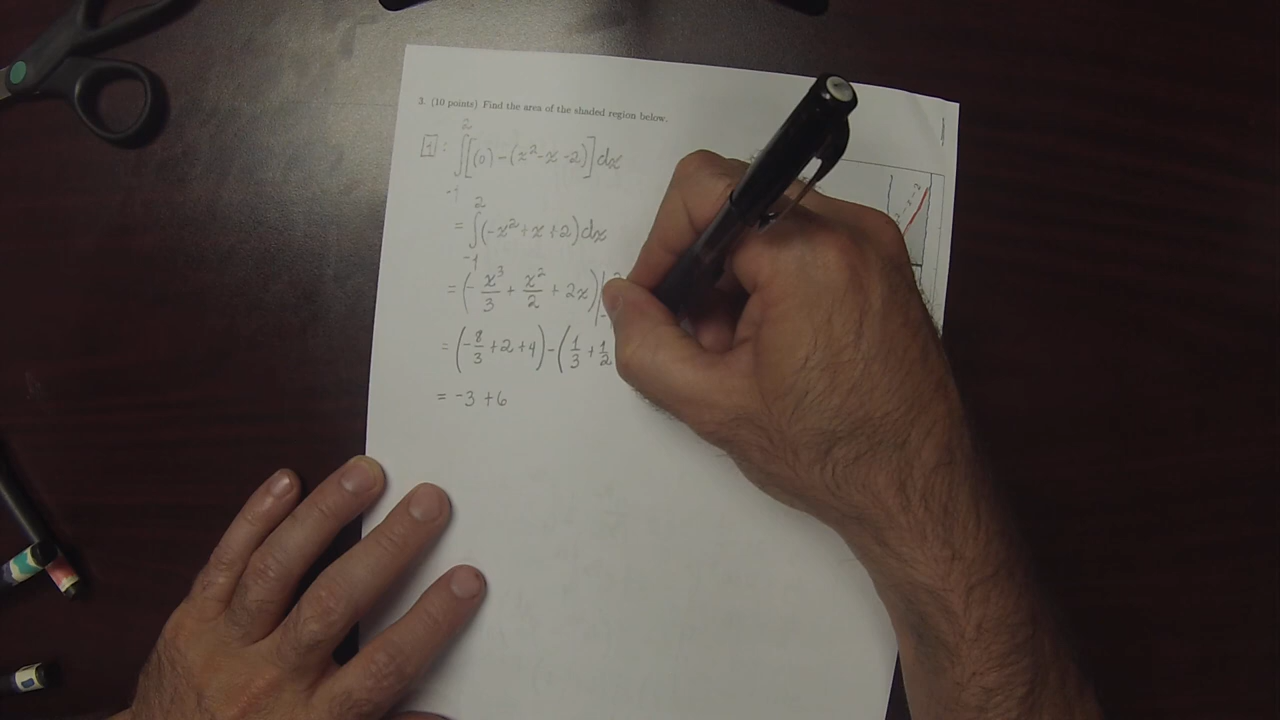 3. (10 points) Find the area of the shaded region below.
[1]: ∫_{-1}^{2} [(0) - (x² - x - 2)] dx
= ∫_{-1}^{2} (-x² + x + 2) dx
= (- x³/3 + x²/2 + 2x) |
= (- 8/3 + 2 + 4) - (1/3 + 1/2
= -3 + 6